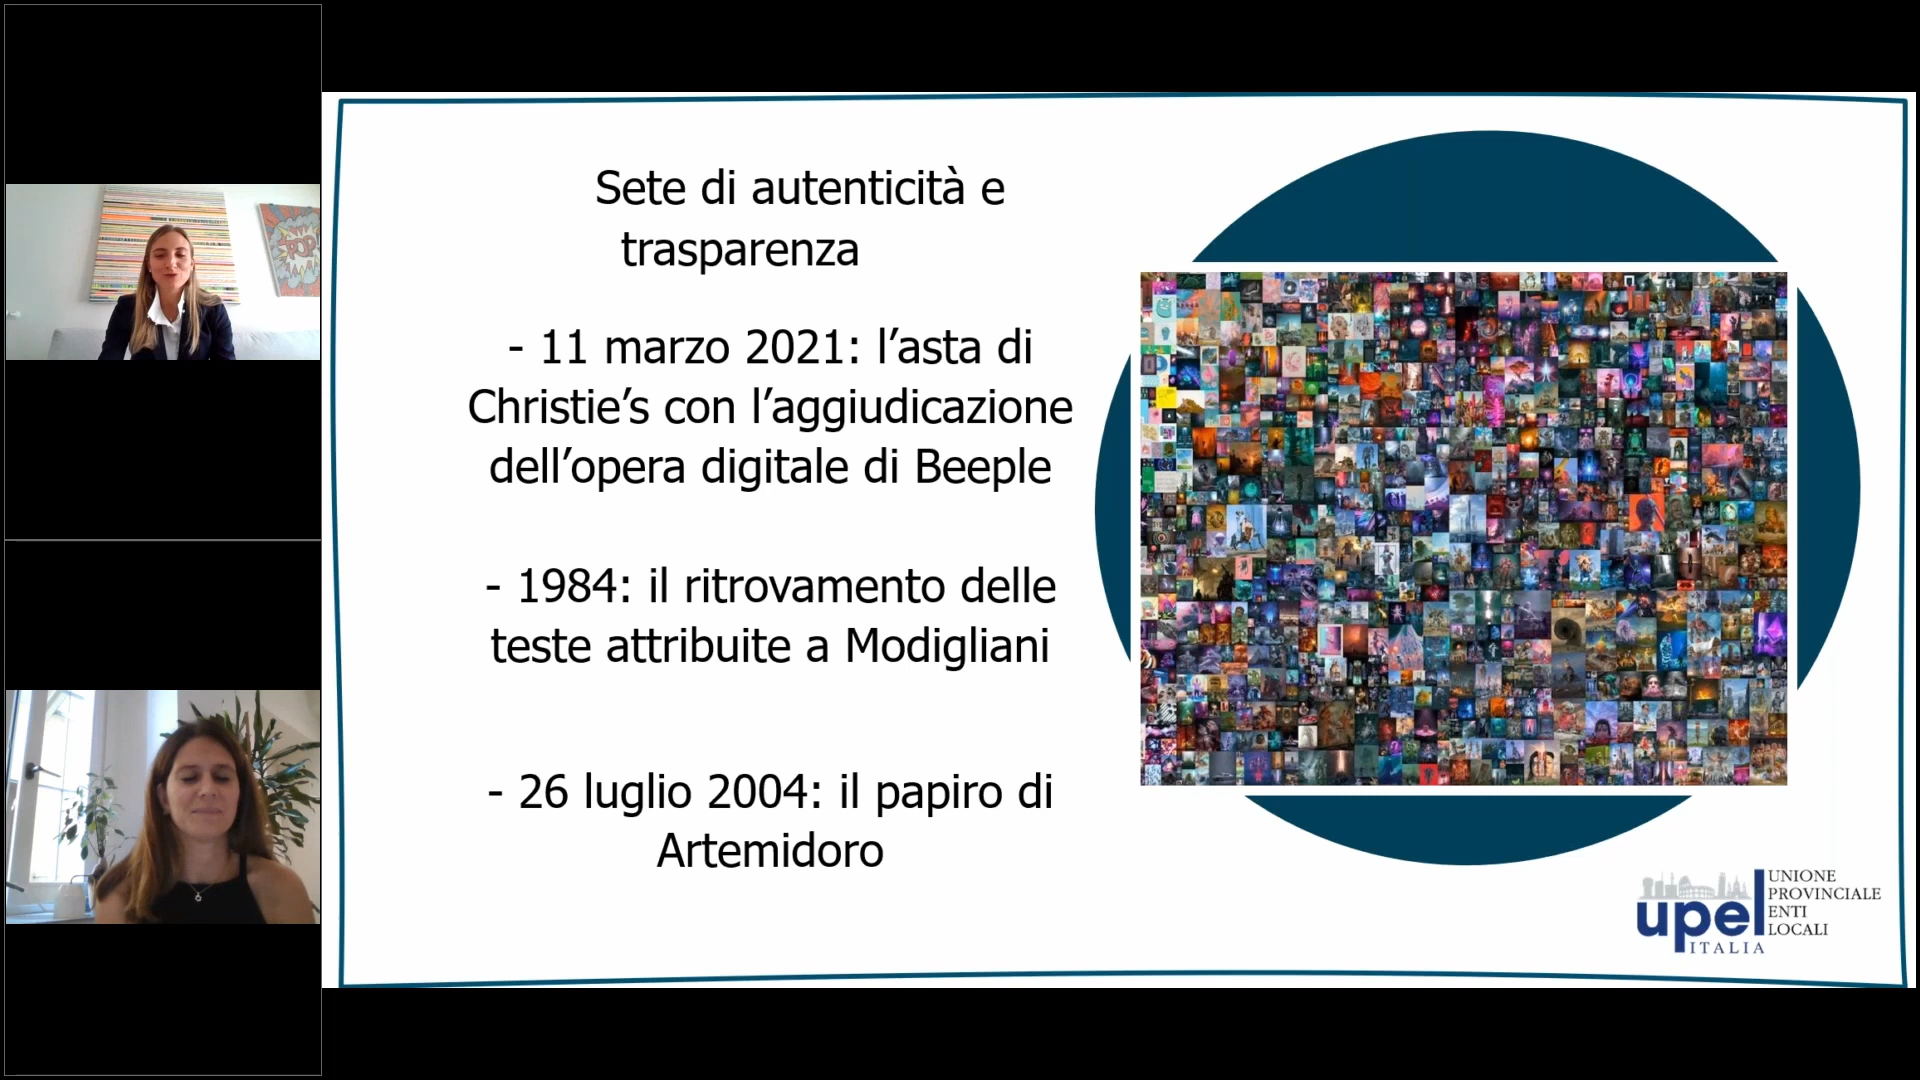 POP!
Sete di autenticità e
trasparenza
- 11 marzo 2021: l’asta di
Christie’s con l’aggiudicazione
dell’opera digitale di Beeple
- 1984: il ritrovamento delle
teste attribuite a Modigliani
- 26 luglio 2004: il papiro di
Artemidoro
upel
ITALIA
UNIONE
PROVINCIALE
ENTI
LOCALI